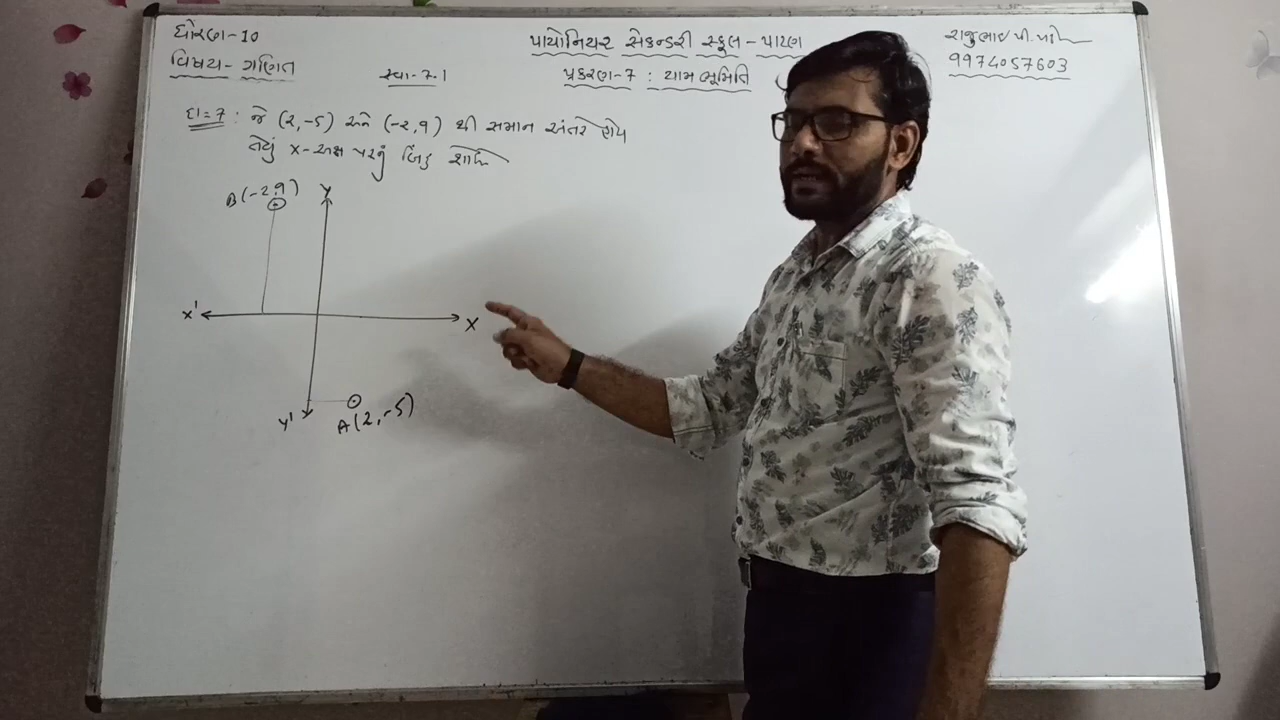 ધોરણ-10
વિષય- ગણિત
સ્વા-7.1
પાયોનિયર સેકન્ડરી સ્કૂલ-પાટણ
પ્રકરણ-7 : યામ ભૂમિતિ
રાજુભાઇ પી.
9974057603
દા=7 : જે (2,-5) અને (-2,9) થી સમાન અંતરે હોય
તેવું X-અક્ષ પરનું બિંદુ શોધો
B(-2,9)
Y
X'
X
Y'
A(2,-5)